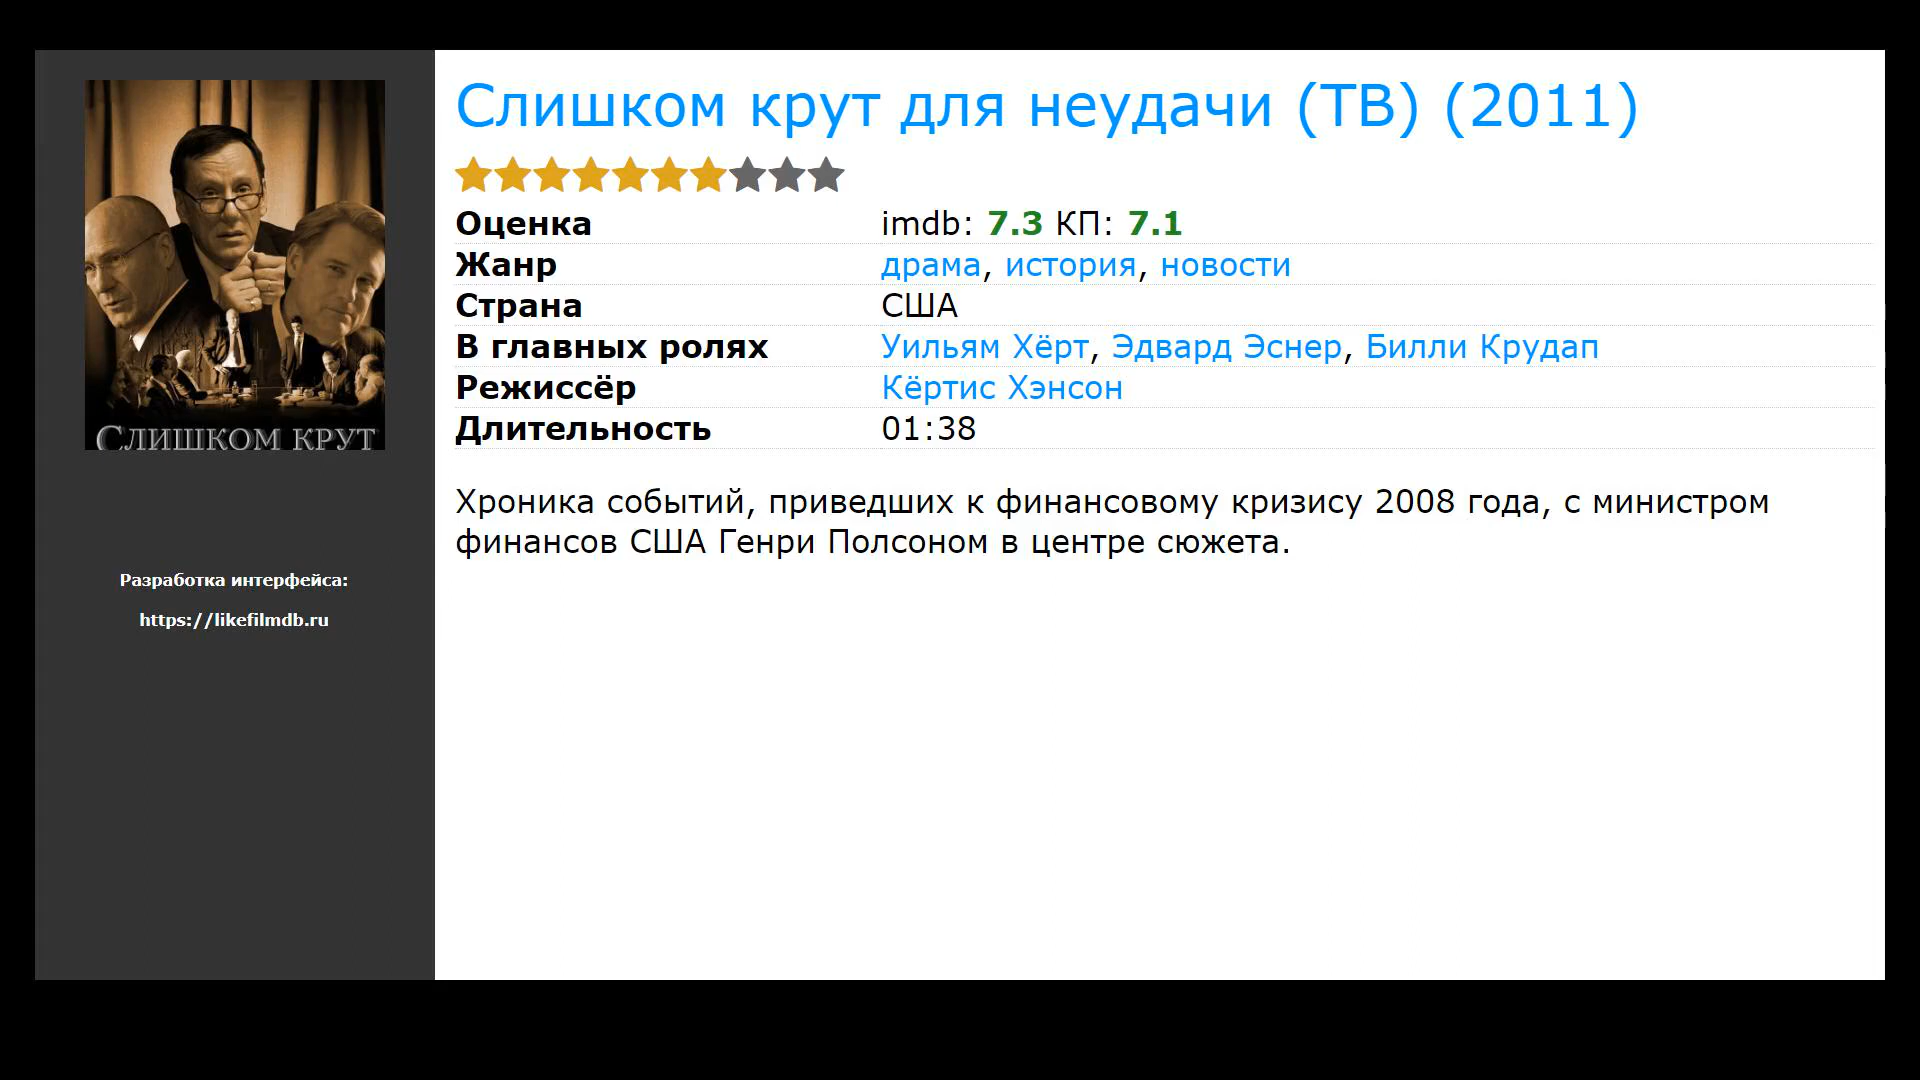 Слишком крут для неудачи (ТВ) (2011)
Оценка imdb: 7.3 КП: 7.1
Жанр драма, история, новости
Страна США
В главных ролях Уильям Хёрт, Эдвард Эснер, Билли Крудап
Режиссёр Кёртис Хэнсон
Длительность 01:38
Хроника событий, приведших к финансовому кризису 2008 года, с министром
финансов США Генри Полсоном в центре сюжета.
Слишком крут
Разработка интерфейса:
https://likefilmdb.ru